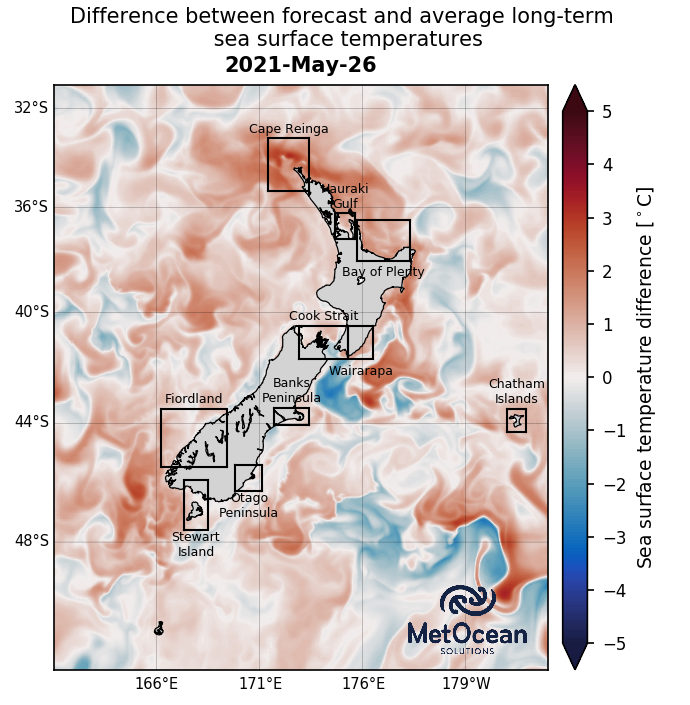 Difference between forecast and average long-term
sea surface temperatures
2021-May-26
32°S
36°S
40°S
44°S
48°S
166°E
171°E
176°E
179°W
Cape Reinga
Hauraki
Gulf
Bay of Plenty
Cook Strait
Wairarapa
Banks
Peninsula
Fiordland
Chatham
Islands
Otago
Peninsula
Stewart
Island
MetOcean
SOLUTIONS
5
4
3
2
1
0
−1
−2
−3
−4
−5
Sea surface temperature difference [°C]